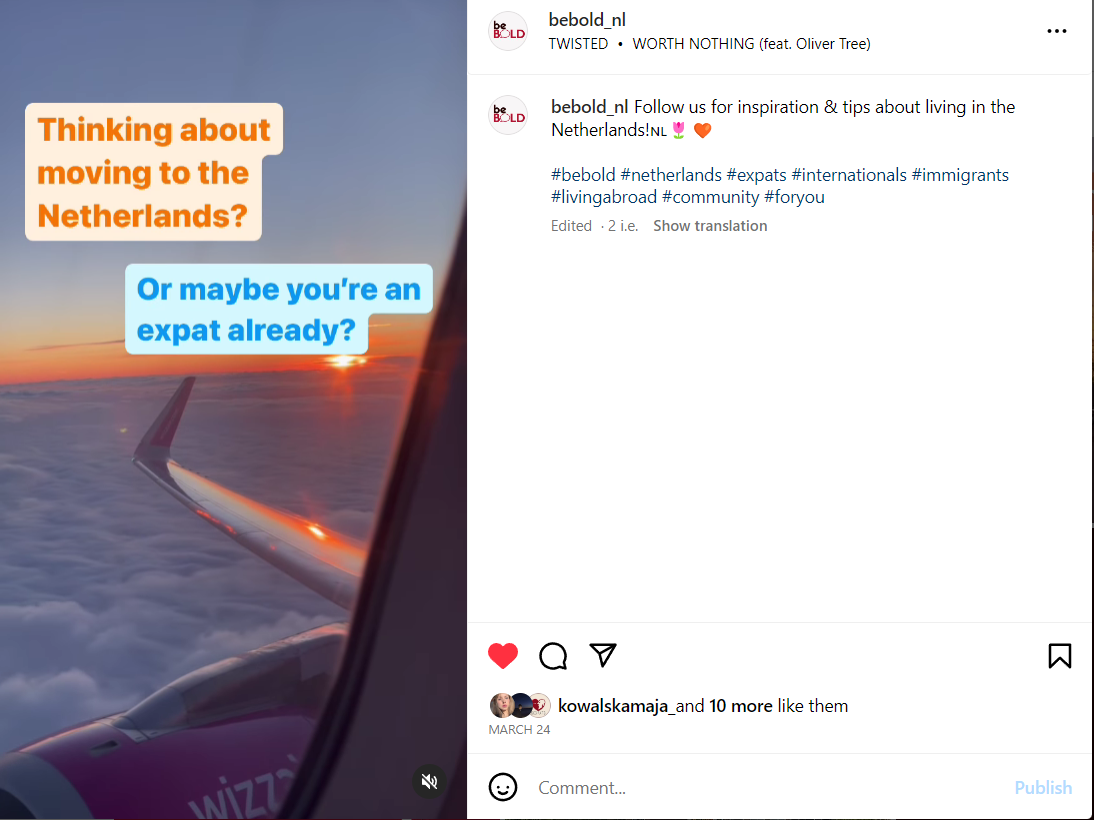 Thinking about
moving to the
Netherlands?
Or maybe you're an
expat already?
wizz
be BOLD
bebold_nl
TWISTED • WORTH NOTHING (feat. Oliver Tree)
be BOLD
bebold_nl Follow us for inspiration & tips about living in the
Netherlands!NL🌷 🧡
#bebold #netherlands #expats #internationals #immigrants
#livingabroad #community #foryou
Edited · 2 i.e. Show translation
kowalskamaja_and 10 more like them
MARCH 24
Comment...
Publish